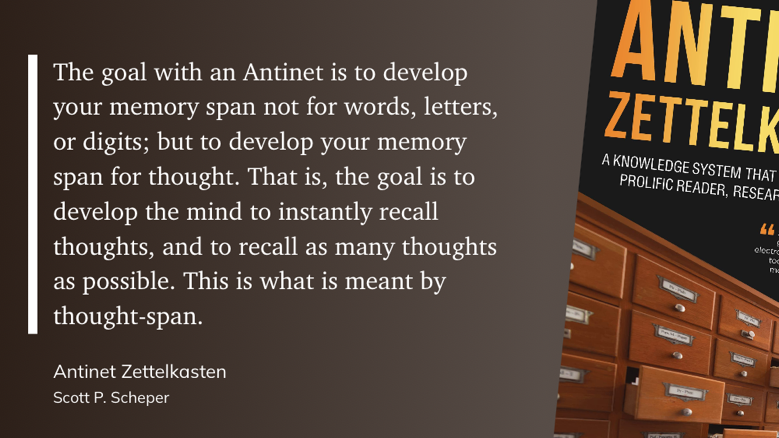 The goal with an Antinet is to develop
your memory span not for words, letters,
or digits; but to develop your memory
span for thought. That is, the goal is to
develop the mind to instantly recall
thoughts, and to recall as many thoughts
as possible. This is what is meant by
thought-span.
Antinet Zettelkasten
Scott P. Scheper
ANTI
ZETTELK
A KNOWLEDGE SYSTEM THAT
PROLIFIC READER, RESEAR
“
electro